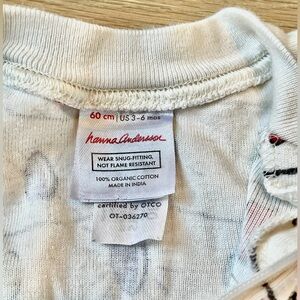 60 cm | US 3-6 mos
hanna andersson
WEAR SNUG-FITTING,
NOT FLAME RESISTANT
100% ORGANIC COTTON
MADE IN INDIA
certified by OTCO
OT-036270